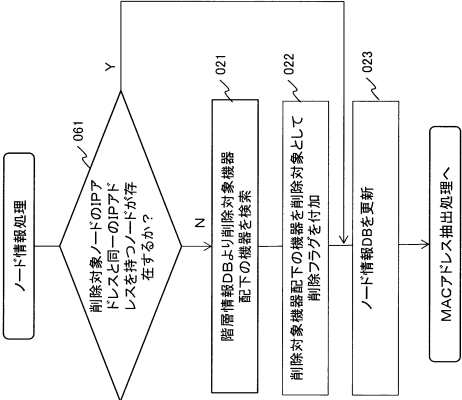 ノード情報処理
061
削除対象ノードのIPア
ドレスと同一のIPアド
レスを持つノードが存
在するか?
Y
N
021
階層情報DBより削除対象機器
配下の機器を検索
022
削除対象機器配下の機器を削除対象として
削除フラグを付加
023
ノード情報DBを更新
MACアドレス抽出処理へ